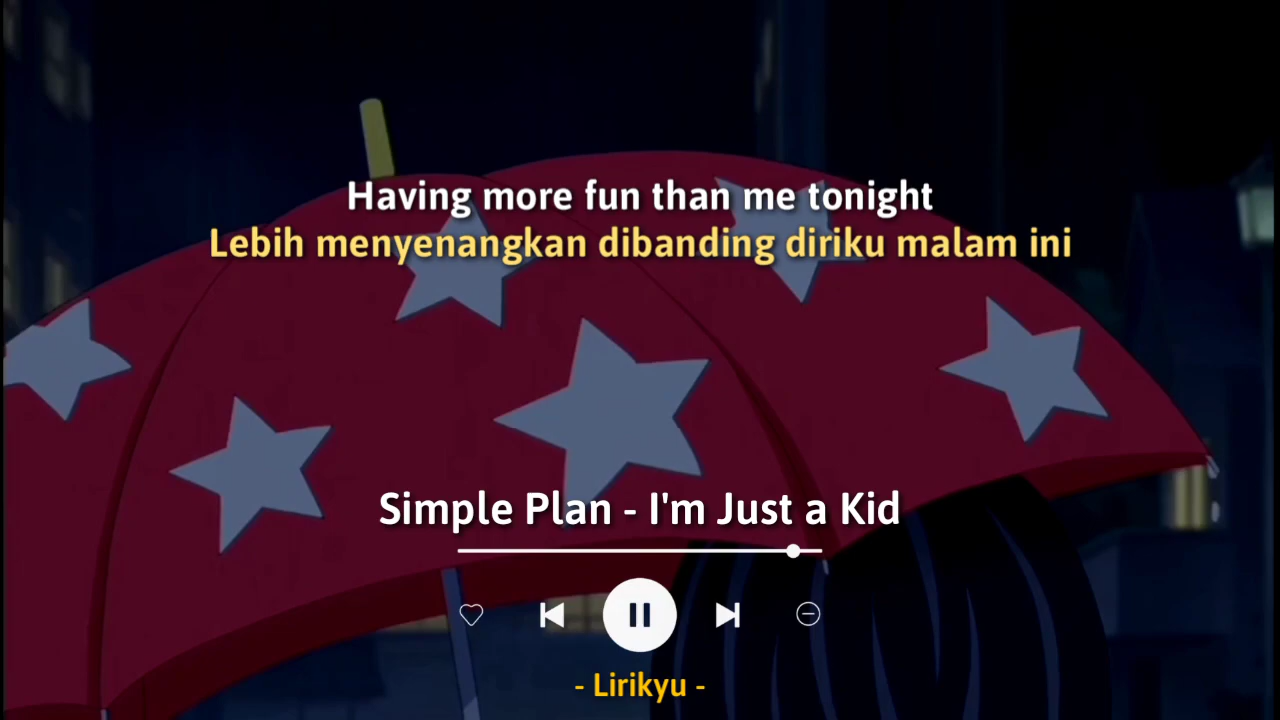 Having more fun than me tonight
Lebih menyenangkan dibanding diriku malam ini
Simple Plan - I'm Just a Kid
- Lirikyu -